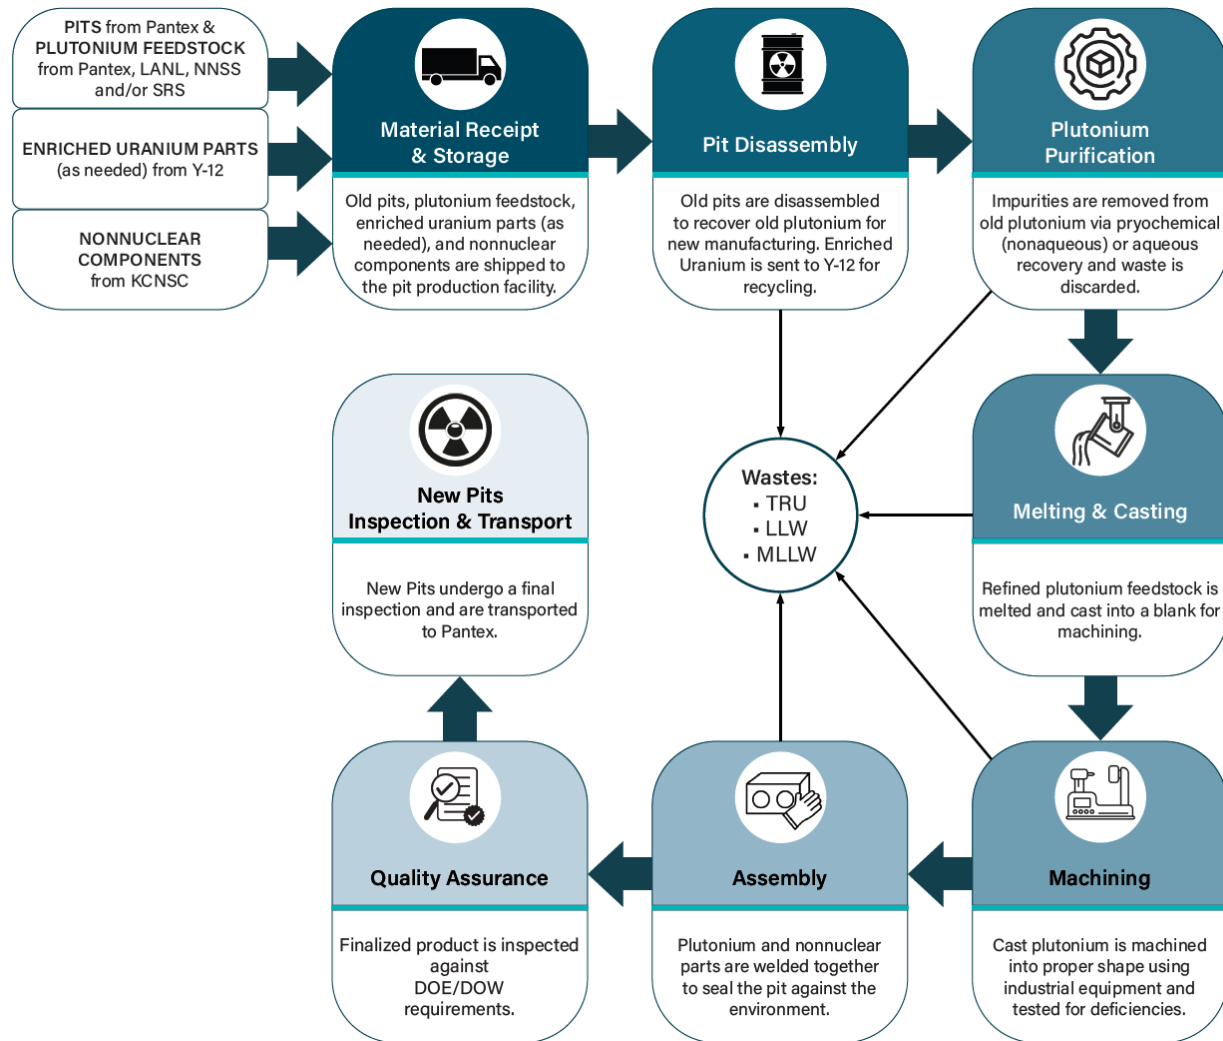 PITS from Pantex &
PLUTONIUM FEEDSTOCK
from Pantex, LANL, NNSS
and/or SRS
ENRICHED URANIUM PARTS
(as needed) from Y-12
NONNUCLEAR
COMPONENTS
from KCNSC
Material Receipt
& Storage
Old pits, plutonium feedstock,
enriched uranium parts (as
needed), and nonnuclear
components are shipped to
the pit production facility.
Pit Disassembly
Old pits are disassembled
to recover old plutonium for
new manufacturing. Enriched
Uranium is sent to Y-12 for
recycling.
Plutonium
Purification
Impurities are removed from
old plutonium via pryochemical
(nonaqueous) or aqueous
recovery and waste is
discarded.
Melting & Casting
Refined plutonium feedstock is
melted and cast into a blank for
machining.
Machining
Cast plutonium is machined
into proper shape using
industrial equipment and
tested for deficiencies.
Assembly
Plutonium and nonnuclear
parts are welded together
to seal the pit against the
environment.
Quality Assurance
Finalized product is inspected
against
DOE/DOW
requirements.
New Pits
Inspection & Transport
New Pits undergo a final
inspection and are transported
to Pantex.
Wastes:
▪ TRU
▪ LLW
▪ MLLW